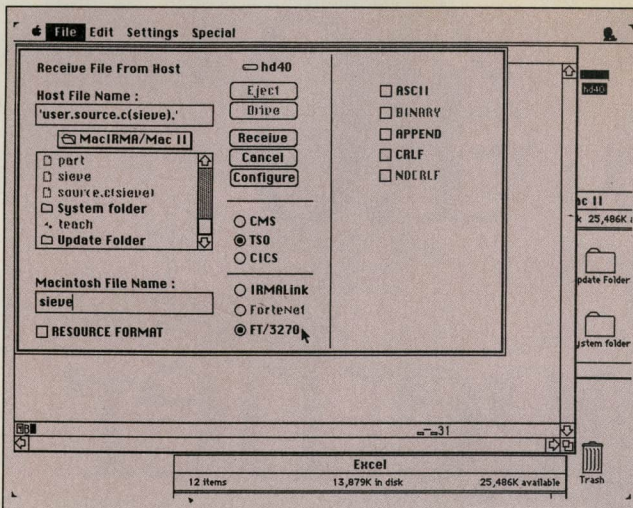 File Edit Settings Special
Receive File From Host
hd40
Host File Name :
'user.source.c(sieve).'
MacIRMA/Mac II
part
sieve
source.c(sieve)
System folder
teach
Update Folder
Macintosh File Name :
sieve
RESOURCE FORMAT
Eject
Drive
Receive
Cancel
Configure
CMS
TSO
CICS
IRMALink
ForteNet
FT/3270
ASCII
BINARY
APPEND
CRLF
NOCRLF
hd40
ac II
k 25,486K
pdate Folder
ystem folder
31
Excel
12 items 13,879K in disk 25,486K available
Trash